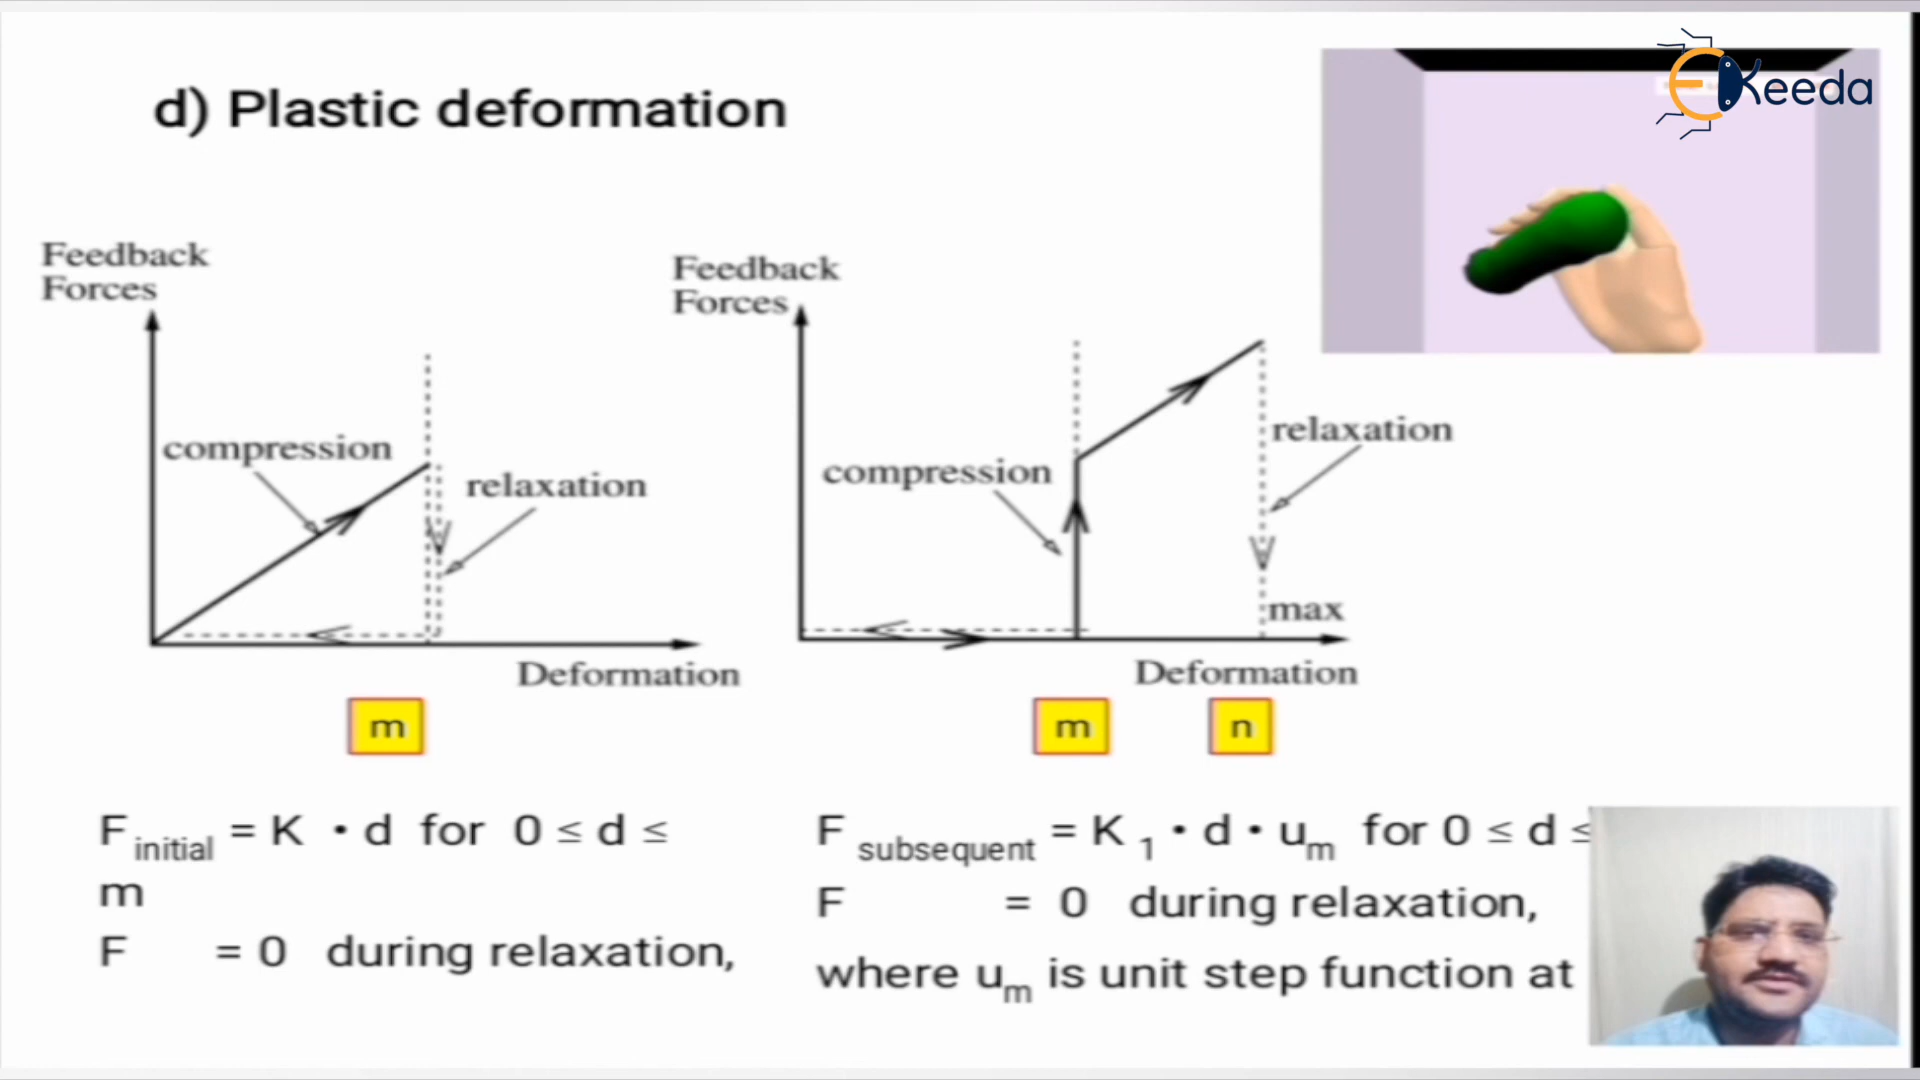 EKeeda
d) Plastic deformation
Feedback
Forces
compression
relaxation
Deformation
m
Feedback
Forces
compression
relaxation
max
Deformation
m
n
F initial = K · d for 0 ≤ d ≤
m
F = 0 during relaxation,
F subsequent = K 1 · d · u m for 0 ≤ d ≤
F = 0 during relaxation,
where u m is unit step function at